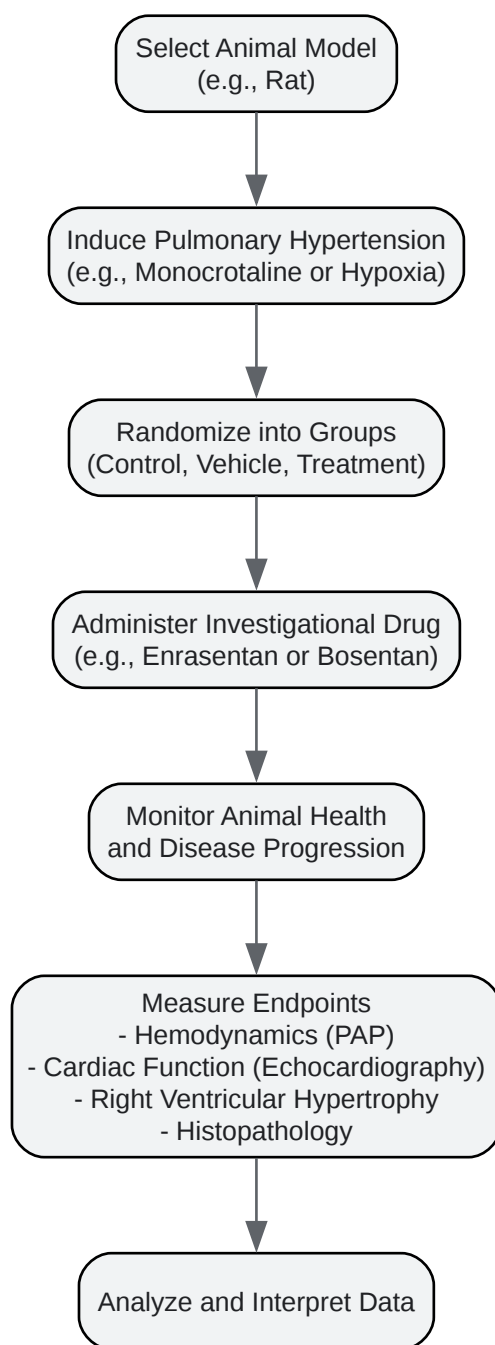 Select Animal Model
(e.g., Rat)
Induce Pulmonary Hypertension
(e.g., Monocrotaline or Hypoxia)
Randomize into Groups
(Control, Vehicle, Treatment)
Administer Investigational Drug
(e.g., Enrasentan or Bosentan)
Monitor Animal Health
and Disease Progression
Measure Endpoints
- Hemodynamics (PAP)
- Cardiac Function (Echocardiography)
- Right Ventricular Hypertrophy
- Histopathology
Analyze and Interpret Data